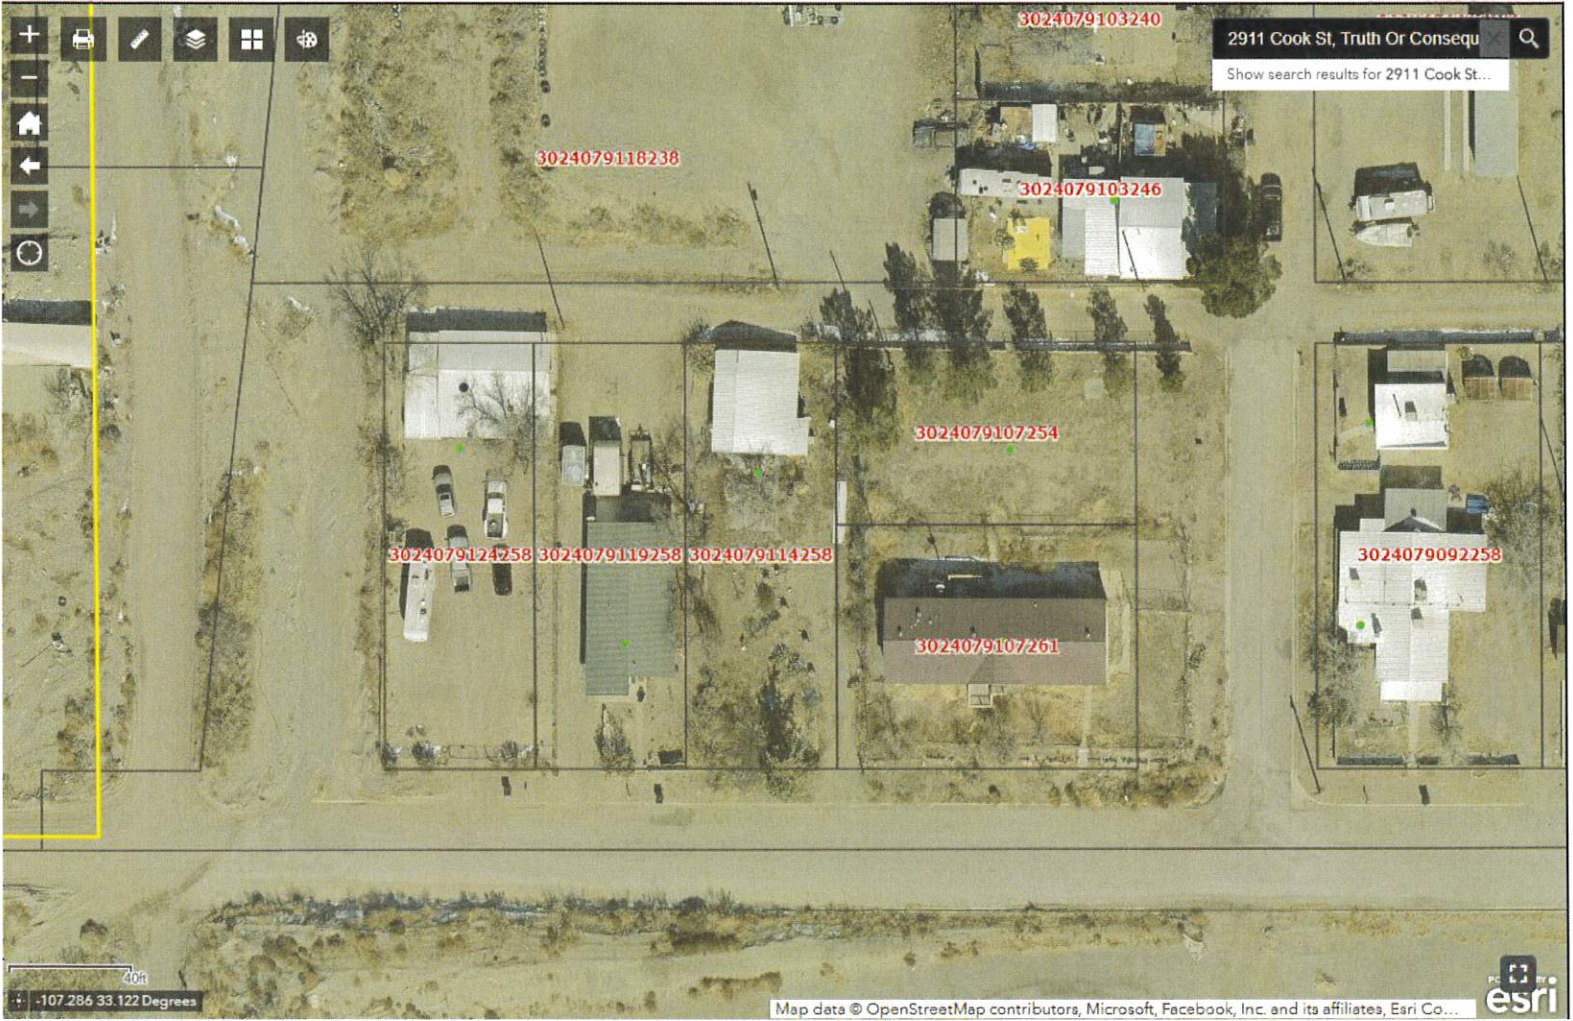 3024079103240
2911 Cook St, Truth Or Consequ
Show search results for 2911 Cook St...
3024079118238
3024079103246
3024079107254
3024079124258
3024079119258
3024079114258
3024079092258
3024079107261
40ft
-107.286 33.122 Degrees
Map data © OpenStreetMap contributors, Microsoft, Facebook, Inc. and its affiliates, Esri Co...
esri